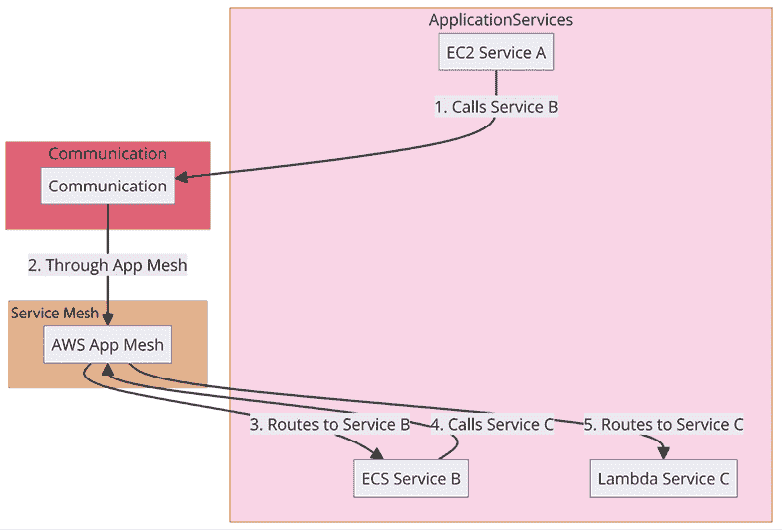 ApplicationServices
EC2 Service A
1. Calls Service B
Communication
Communication
2. Through App Mesh
Service Mesh
AWS App Mesh
3. Routes to Service B
4. Calls Service C
5. Routes to Service C
ECS Service B
Lambda Service C